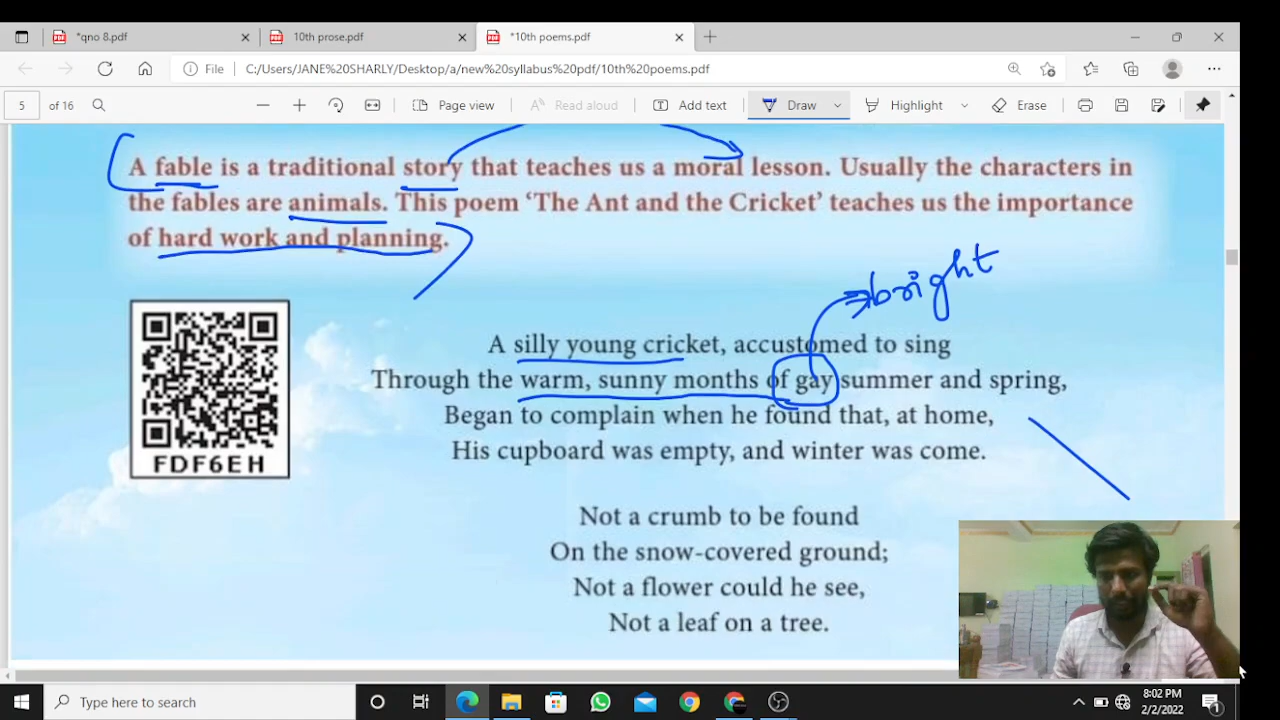 *qno 8.pdf
10th prose.pdf
*10th poems.pdf
File
C:/Users/JANE%20SHARLY/Desktop/a/new%20syllabus%20pdf/10th%20poems.pdf
5 of 16
Page view
Read aloud
Add text
Draw
Highlight
Erase
A fable is a traditional story that teaches us a moral lesson. Usually the characters in
the fables are animals. This poem ‘The Ant and the Cricket’ teaches us the importance
of hard work and planning.
bright
A silly young cricket, accustomed to sing
Through the warm, sunny months of gay summer and spring,
Began to complain when he found that, at home,
His cupboard was empty, and winter was come.
FDF6EH
Not a crumb to be found
On the snow-covered ground;
Not a flower could he see,
Not a leaf on a tree.
Type here to search
8:02 PM
2/2/2022
1